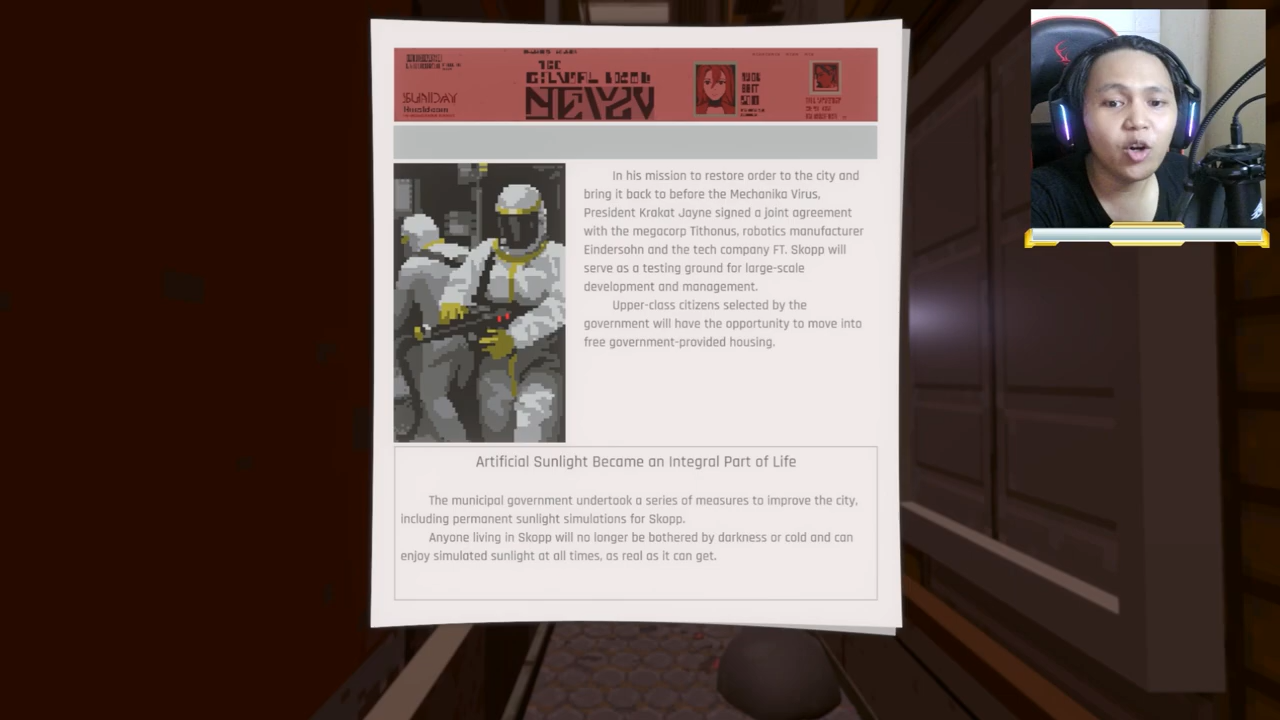 SUNDAY
THE
In his mission to restore order to the city and
bring it back to before the Mechanika Virus,
President Krakat Jayne signed a joint agreement
with the megacorp Tithonus, robotics manufacturer
Eindersohn and the tech company FT. Skopp will
serve as a testing ground for large-scale
development and management.
Upper-class citizens selected by the
government will have the opportunity to move into
free government-provided housing.
Artificial Sunlight Became an Integral Part of Life
The municipal government undertook a series of measures to improve the city,
including permanent sunlight simulations for Skopp.
Anyone living in Skopp will no longer be bothered by darkness or cold and can
enjoy simulated sunlight at all times, as real as it can get.